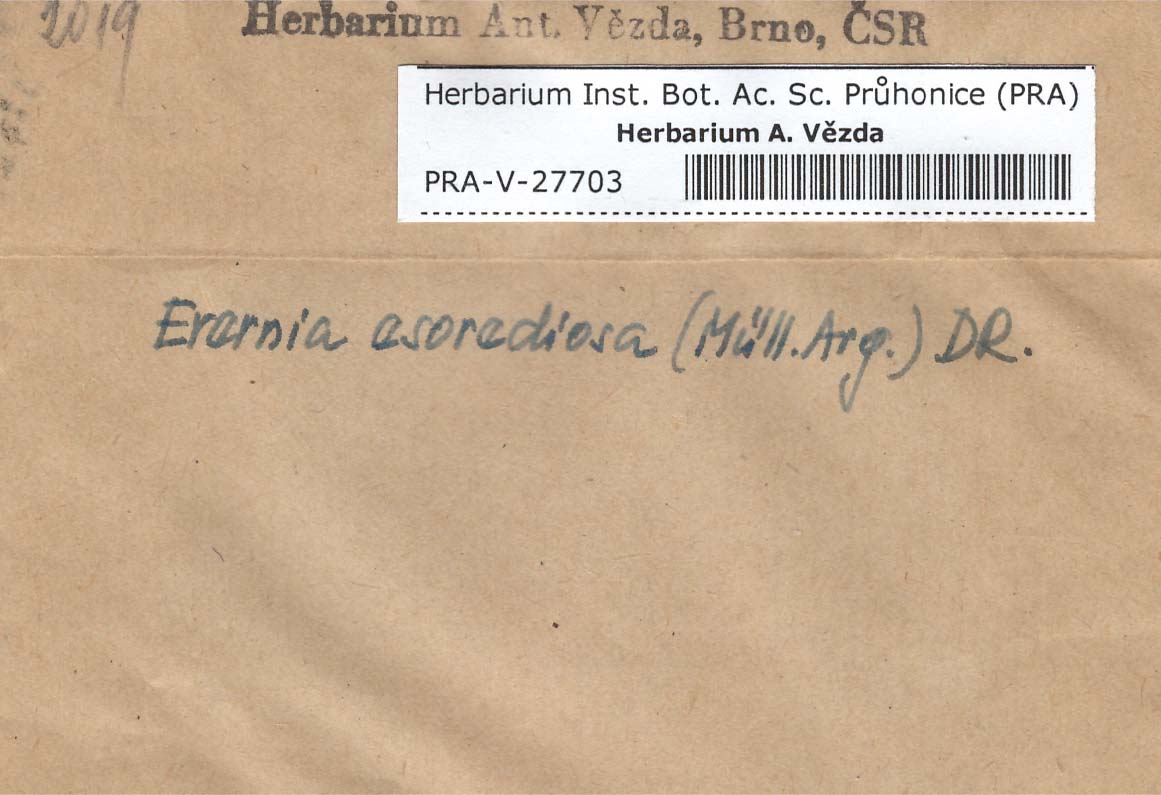 2019
Herbarium Ant. Vězda, Brno, ČSR
Herbarium Inst. Bot. Ac. Sc. Průhonice (PRA)
Herbarium A. Vězda
PRA-V-27703
Evernia esorediosa (Müll. Arg.) DR.